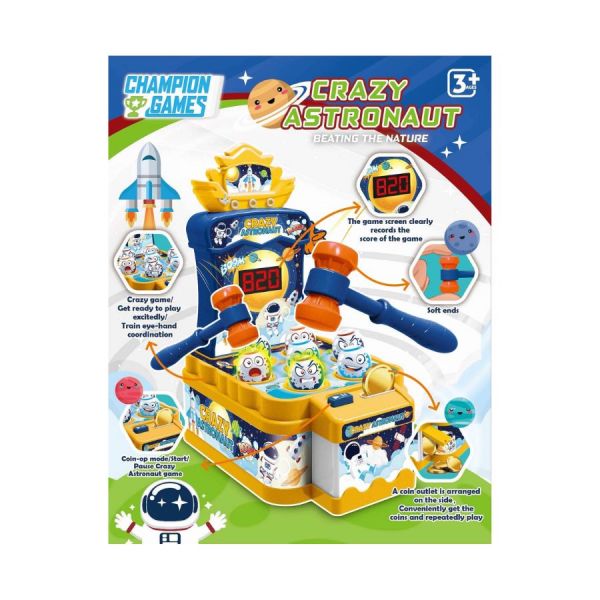 CHAMPION
GAMES
CRAZY
ASTRONAUT
BEATING THE NATURE
3+
AGES
820
The game screen clearly
records the
score of the game
CRAZY
ASTRONAUT
BOOM
820
Soft ends
Crazy game/
Get ready to play
excitedly/
Train eye-hand
coordination
CRAZY
ASTRONAUT
CRAZY ASTRONAUT
Coin-op mode/Start/
Pause Crazy
Astronaut game
A coin outlet is arranged
on the side,
Conveniently get the
coins and repeatedly play